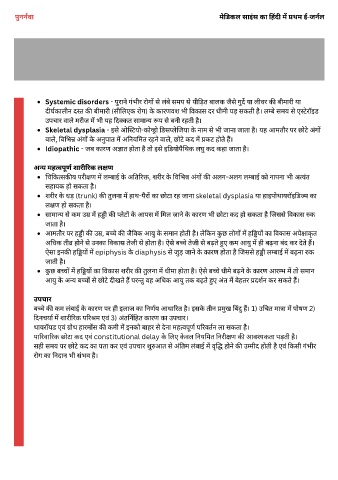 पुनर्नवा
मेडिकल साइंस का हिंदी में प्रथम ई-जर्नल
• Systemic disorders - पुराने गंभीर रोगों से लंबे समय से पीड़ित बालक जैसे गुर्दे या लीवर की बीमारी या
दीर्घकालीन दस्त की बीमारी (सीलिएक रोग) के कारणवश भी विकास दर धीमी पड़ सकती है। लम्बे समय से एस्टेरॉइड
उपचार वाले मरीज में भी यह दिक्कत सामान्य रूप से बनी रहती है।
• Skeletal dysplasia - इसे ओस्टियो-कोन्ड्रो डिसप्लेजिया के नाम से भी जाना जाता है। यह आमतौर पर छोटे अंगों
वाले, विभिन्न अंगों के अनुपात में अनियमित रहने वाले, छोटे कद में प्रकट होते हैं।
• Idiopathic - जब कारण अज्ञात होता है तो इसे इडियोपैथिक लघु कद कहा जाता है।
अन्य महत्वपूर्ण शारीरिक लक्षण
• चिकित्सकीय परीक्षण में लम्बाई के अतिरिक्त, शरीर के विभिन्न अंगों की अलग-अलग लम्बाई को नापना भी अत्यंत
सहायक हो सकता है।
• शरीर के धड़ (trunk) की तुलना में हाथ-पैरों का छोटा रह जाना skeletal dysplasia या हाइपोथायरॉइडिज्म का
लक्षण हो सकता है।
• सामान्य से कम उम्र में हड्डी की प्लेटों के आपस में मिल जाने के कारण भी छोटा कद हो सकता है जिससे विकास रुक
जाता है।
• आमतौर पर हड्डी की उम्र, बच्चे की जैविक आयु के समान होती है। लेकिन कुछ लोगों में हड्डियों का विकास अपेक्षाकृत
अधिक तीव्र होने से उनका विकास तेजी से होता है। ऐसे बच्चे तेजी से बढ़ते हुए कम आयु में ही बढ़ना बंद कर देते हैं।
ऐसा इनकी हड्डियों में epiphysis के diaphysis से जुड़ जाने के कारण होता है जिससे हड्डी लम्बाई में बढ़ना रुक
जाती है।
• कुछ बच्चों में हड्डियों का विकास शरीर की तुलना में धीमा होता है। ऐसे बच्चे धीमे बढ़ने के कारण आरम्भ में तो समान
आयु के अन्य बच्चों से छोटे दीखते हैं परन्तु वह अधिक आयु तक बढ़ते हुए अंत में बेहतर प्रदर्शन कर सकते हैं।
उपचार
बच्चे की कम लंबाई के कारण पर ही इलाज का निर्णय आधारित है। इसके तीन प्रमुख बिंदु हैं। 1) उचित मात्रा में पोषण 2)
दिनचर्या में शारीरिक परिश्रम एवं 3) अंतर्निहित कारण का उपचार।
थायरॉयड एवं ग्रोथ हारमोंस की कमी में इनको बाहर से देना महत्वपूर्ण परिवर्तन ला सकता है।
पारिवारिक छोटा कद एवं constitutional delay के लिए केवल नियमित निरीक्षण की आवश्यकता पड़ती है।
सही समय पर छोटे कद का पता कर एवं उपचार शुरुआत से अंतिम लंबाई में वृद्धि होने की उम्मीद होती है एवं किसी गंभीर
रोग का निदान भी संभव है।